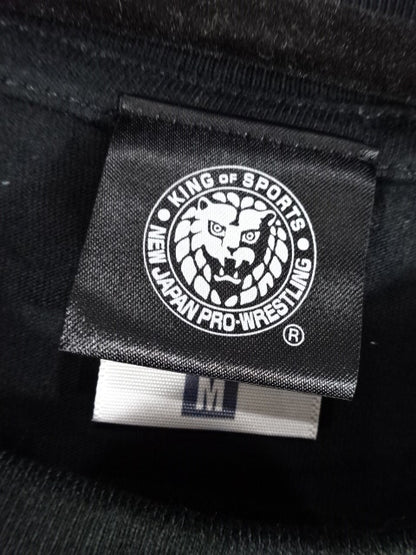 • KING OF SPORTS •
NEW JAPAN PRO-WRESTLING
®
M